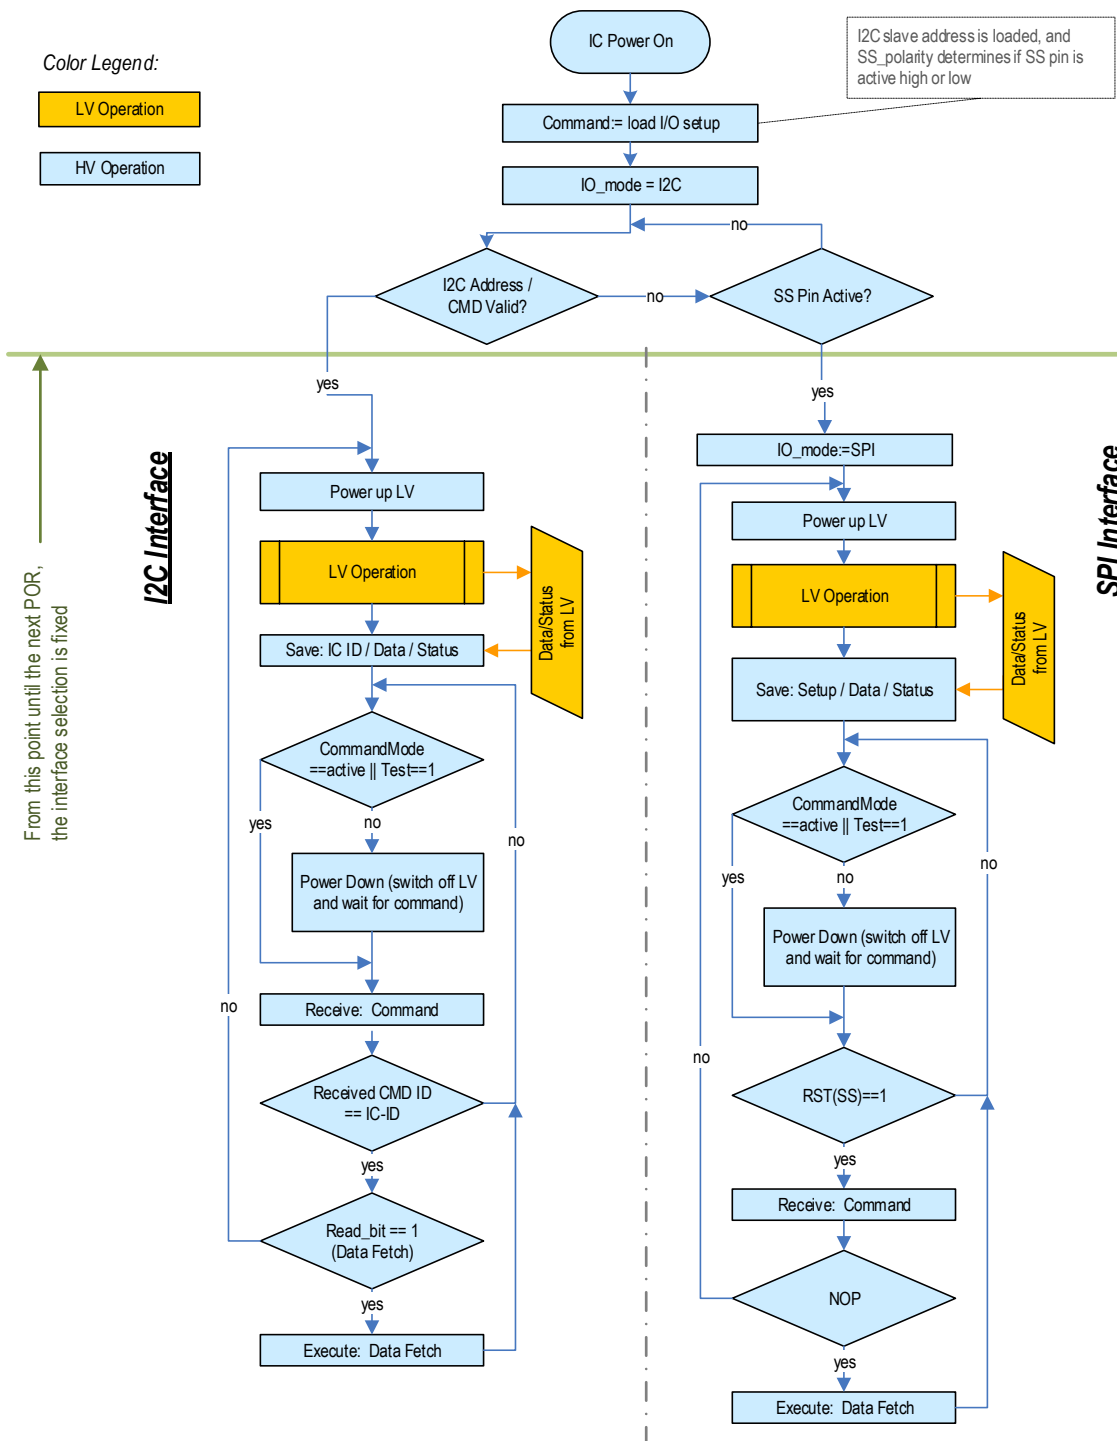 IC Power On
I2C slave address is loaded, and
SS_polarity determines if SS pin is
active high or low
Color Legend:
LV Operation
HV Operation
Command:= load I/O setup
IO_mode = I2C
no
I2C Address /
CMD Valid?
no
SS Pin Active?
yes
yes
From this point until the next POR,
the interface selection is fixed
I2C Interface
Power up LV
LV Operation
Data/Status
from LV
Save: IC ID / Data / Status
CommandMode
==active || Test==1
yes
no
no
Power Down (switch off LV
and wait for command)
no
Receive: Command
Received CMD ID
== IC-ID
yes
Read_bit == 1
(Data Fetch)
yes
Execute: Data Fetch
SPI Interface
IO_mode:=SPI
Power up LV
LV Operation
Data/Status
from LV
Save: Setup / Data / Status
CommandMode
==active || Test==1
yes
no
no
Power Down (switch off LV
and wait for command)
no
RST(SS)==1
yes
Receive: Command
NOP
yes
Execute: Data Fetch